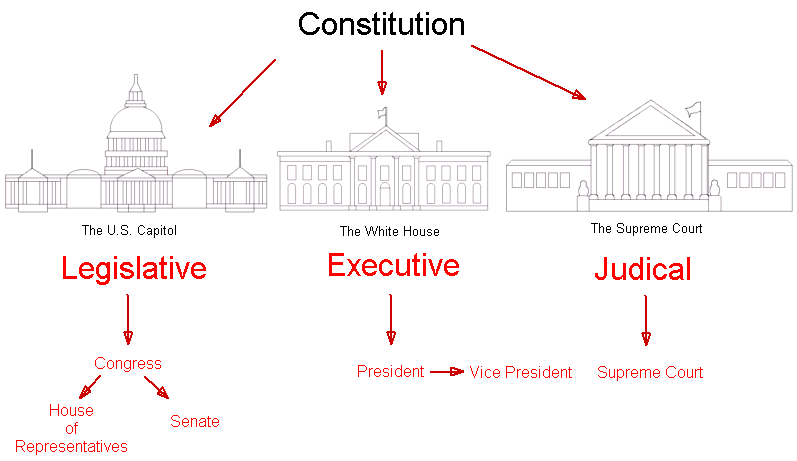 Constitution
The U.S. Capitol
The White House
The Supreme Court
Legislative
Executive
Judical
Congress
President
Vice President
Supreme Court
House
of
Representatives
Senate